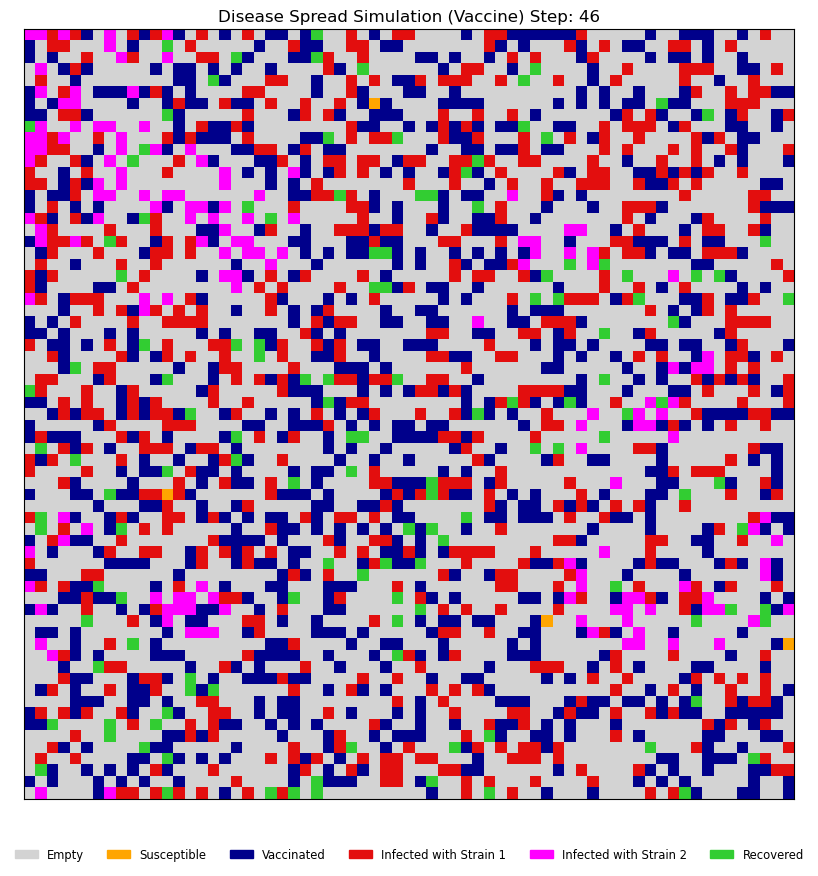 Disease Spread Simulation (Vaccine) Step: 46
Empty Susceptible Vaccinated Infected with Strain 1 Infected with Strain 2 Recovered